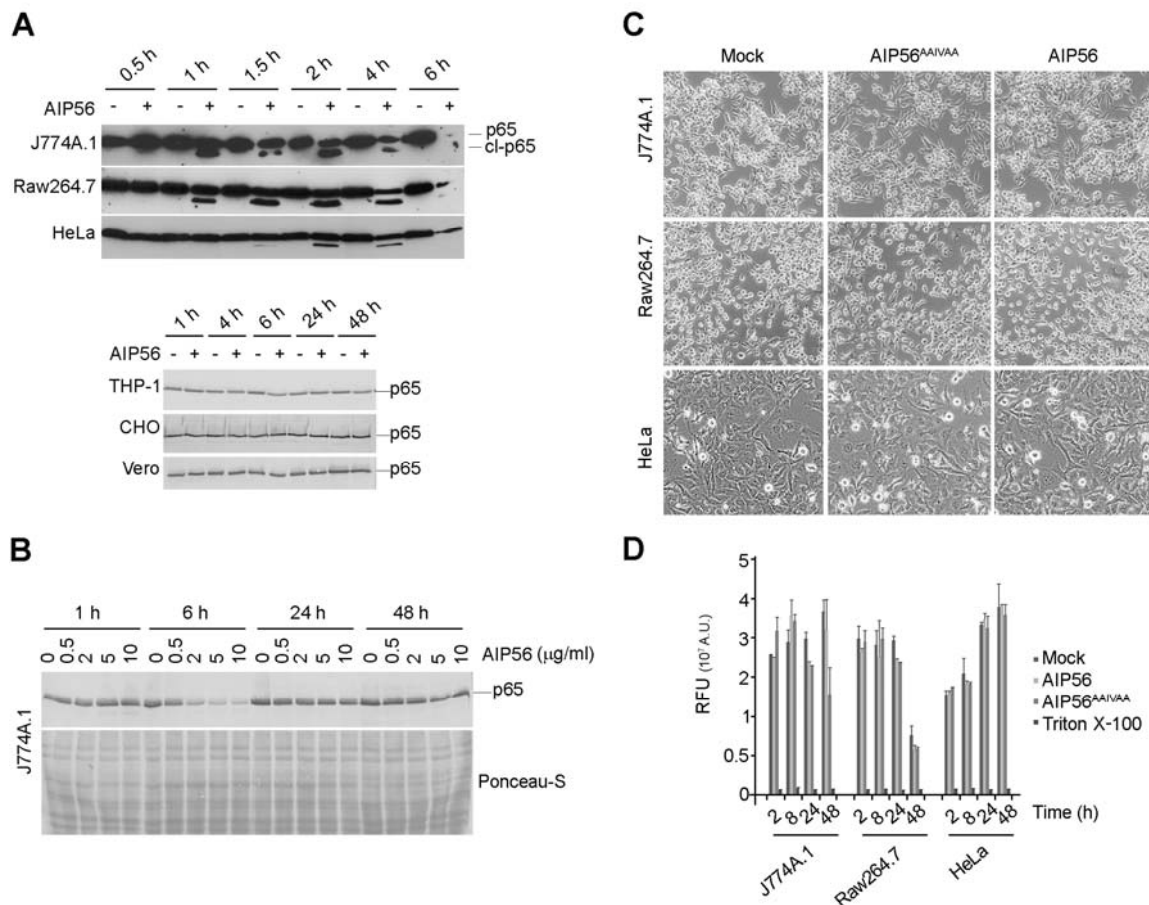 A
0.5 h 1 h 1.5 h 2 h 4 h 6 h
AIP56 - + - + - + - + - + - +
J774A.1
p65
cl-p65
Raw264.7
HeLa
1 h 4 h 6 h 24 h 48 h
AIP56 - + - + - + - + - +
THP-1 p65
CHO p65
Vero p65
B
1 h 6 h 24 h 48 h
0 0.5 2 5 10 0 0.5 2 5 10 0 0.5 2 5 10 0 0.5 2 5 10 AIP56 (µg/ml)
J774A.1
p65
Ponceau-S
C
Mock AIP56AAIVAA AIP56
J774A.1
Raw264.7
HeLa
D
RFU (10⁷ A.U.)
5
4
3
2
1
0.5
0
Mock
AIP56
AIP56AAIVAA
Triton X-100
2 8 24 48 2 8 24 48 2 8 24 48 Time (h)
J774A.1 Raw264.7 HeLa